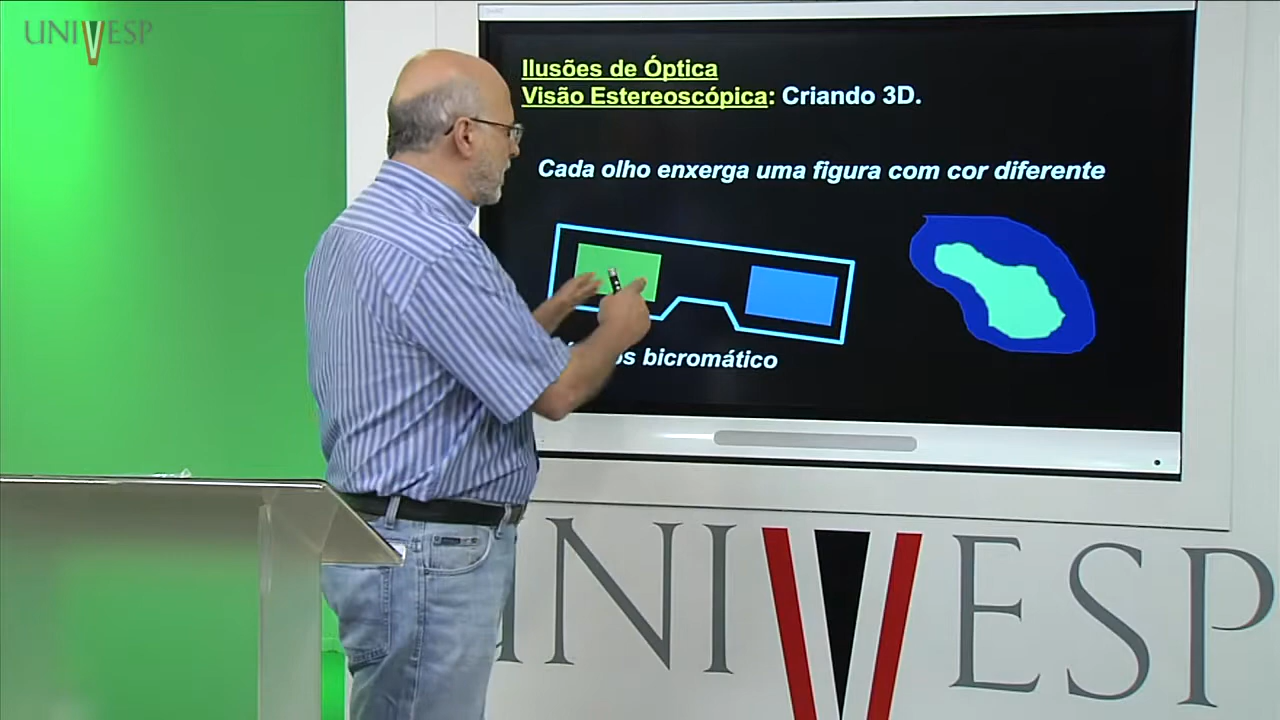 UNIVESP
Ilusões de Óptica
Visão Estereoscópica: Criando 3D.
Cada olho enxerga uma figura com cor diferente
bicromático
UNIVESP